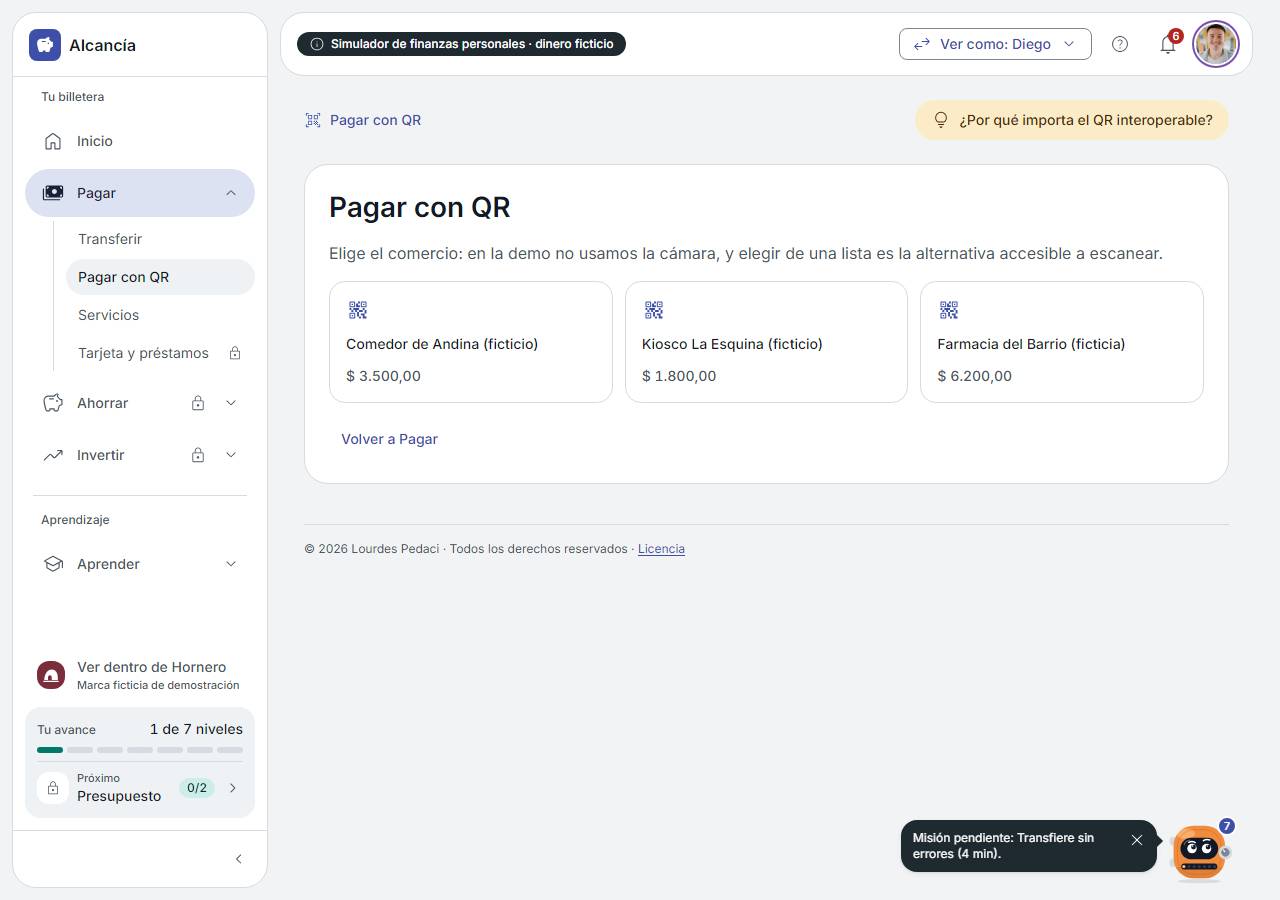 Alcancía
Simulador de finanzas personales · dinero ficticio
Ver como: Diego
6
Tu billetera
Inicio
Pagar
Transferir
Pagar con QR
Servicios
Tarjeta y préstamos
Ahorrar
Invertir
Aprendizaje
Aprender
Ver dentro de Hornero
Marca ficticia de demostración
Tu avance
1 de 7 niveles
Próximo
Presupuesto
0/2
Pagar con QR
¿Por qué importa el QR interoperable?
Pagar con QR
Elige el comercio: en la demo no usamos la cámara, y elegir de una lista es la alternativa accesible a escanear.
Comedor de Andina (ficticio)
$ 3.500,00
Kiosco La Esquina (ficticio)
$ 1.800,00
Farmacia del Barrio (ficticia)
$ 6.200,00
Volver a Pagar
© 2026 Lourdes Pedaci · Todos los derechos reservados · Licencia
Misión pendiente: Transfiere sin
errores (4 min).
7